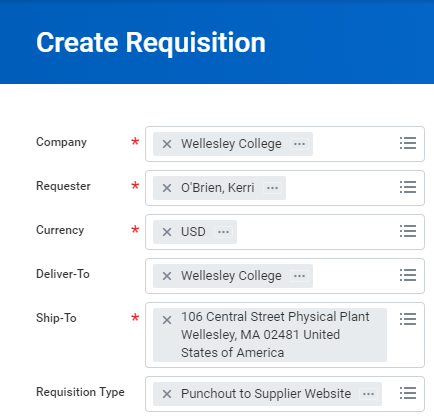 Create Requisition
Company * × Wellesley College ···
Requester * × O'Brien, Kerri ···
Currency * × USD ···
Deliver-To × Wellesley College ···
Ship-To * × 106 Central Street Physical Plant
Wellesley, MA 02481 United
States of America
Requisition Type × Punchout to Supplier Website ···